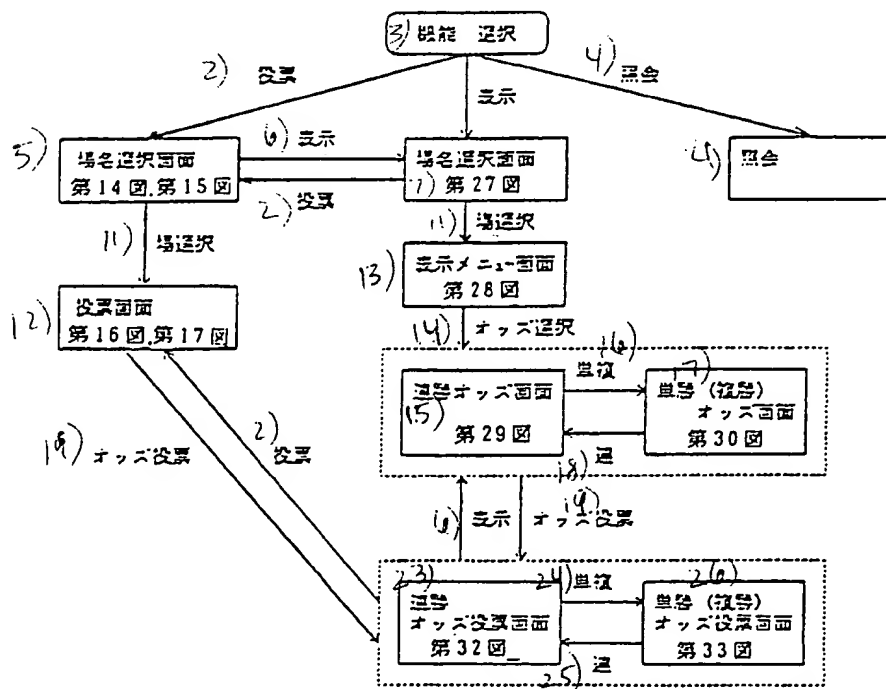 3) 機能 選択
2) 投票
4) 照会
表示
5) 場名選択画面
第14図.第15図
6) 表示
2) 投票
場名選択画面
7) 第27図
照会
11) 場選択
11) 場選択
13) 表示メニュー画面
第28図
12) 投票画面
第16図.第17図
14) オッズ選択
16) 単複
15) 連勝オッズ画面
第29図
17) 単勝(複勝)
オッズ画面
第30図
18) 連
19) オッズ投票
2) 投票
6) 表示
19) オッズ投票
23) 連勝
オッズ投票画面
第32図
24) 単複
26) 単勝(複勝)
オッズ投票画面
第33図
25) 連